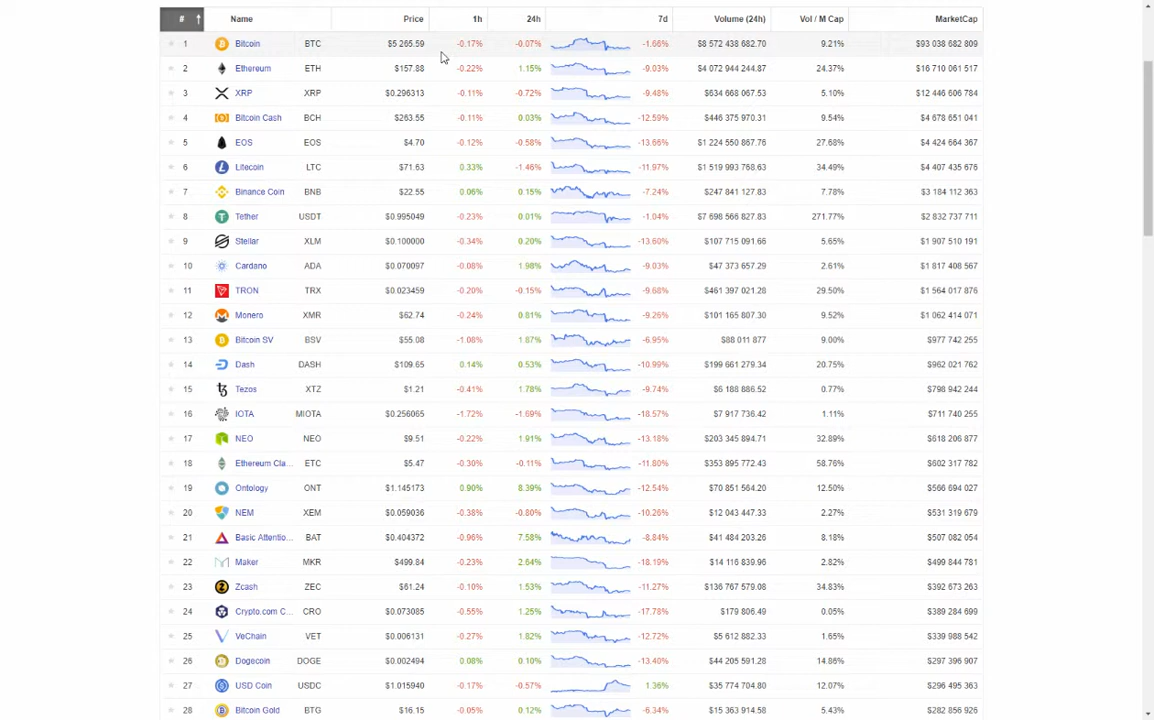 # Name Price 1h 24h 7d Volume (24h) Vol / M Cap MarketCap
1 Bitcoin BTC $5 265.59 -0.17% -0.07% -1.66% $8 572 438 682.70 9.21% $93 038 682 809
2 Ethereum ETH $157.88 -0.22% 1.15% -9.03% $4 072 944 244.87 24.37% $16 710 061 517
3 XRP XRP $0.296313 -0.11% -0.72% -9.48% $634 668 067.53 5.10% $12 446 606 784
4 Bitcoin Cash BCH $263.55 -0.11% 0.03% -12.59% $446 375 970.31 9.54% $4 678 651 041
5 EOS EOS $4.70 -0.12% -0.58% -13.66% $1 224 550 867.76 27.68% $4 424 664 367
6 Litecoin LTC $71.63 0.33% -1.46% -11.97% $1 519 993 768.63 34.49% $4 407 435 675
7 Binance Coin BNB $22.55 0.06% 0.15% -7.24% $247 841 127.83 7.78% $3 184 112 363
8 Tether USDT $0.995049 -0.23% 0.01% -1.04% $7 698 566 827.83 271.77% $2 832 737 711
9 Stellar XLM $0.100000 -0.34% 0.20% -13.60% $107 715 091.66 5.65% $1 907 510 191
10 Cardano ADA $0.070097 -0.08% 1.98% -9.03% $47 373 657.29 2.61% $1 817 408 567
11 TRON TRX $0.023459 -0.20% -0.15% -9.68% $461 397 021.28 29.50% $1 564 017 876
12 Monero XMR $62.74 -0.24% 0.81% -9.26% $101 165 807.30 9.52% $1 062 414 071
13 Bitcoin SV BSV $55.08 -1.08% 1.87% -6.95% $88 011 877 9.00% $977 742 255
14 Dash DASH $109.65 0.14% 0.53% -10.99% $199 661 279.34 20.75% $962 021 762
15 Tezos XTZ $1.21 -0.41% 1.78% -9.74% $6 188 886.52 0.77% $798 942 244
16 IOTA MIOTA $0.256065 -1.72% -1.69% -18.57% $7 917 736.42 1.11% $711 740 255
17 NEO NEO $9.51 -0.22% 1.91% -13.18% $203 345 894.71 32.89% $618 206 877
18 Ethereum Cla... ETC $5.47 -0.30% -0.11% -11.80% $353 895 772.43 58.76% $602 317 782
19 Ontology ONT $1.145173 0.90% 8.39% -12.54% $70 851 564.20 12.50% $566 694 027
20 NEM XEM $0.059036 -0.38% -0.80% -10.26% $12 043 447.33 2.27% $531 319 679
21 Basic Attentio... BAT $0.404372 -0.96% 7.58% -8.84% $41 484 203.26 8.18% $507 082 054
22 Maker MKR $499.84 -0.23% 2.64% -18.19% $14 116 839.96 2.82% $499 844 781
23 Zcash ZEC $61.24 -0.10% 1.53% -11.27% $136 767 579.08 34.83% $392 673 263
24 Crypto.com C... CRO $0.073085 -0.55% 1.25% -17.78% $179 806.49 0.05% $389 284 699
25 VeChain VET $0.006131 -0.27% 1.82% -12.72% $5 612 882.33 1.65% $339 988 542
26 Dogecoin DOGE $0.002494 0.08% 0.10% -13.40% $44 205 591.28 14.86% $297 396 907
27 USD Coin USDC $1.015940 -0.17% -0.57% 1.36% $35 774 704.80 12.07% $296 495 363
28 Bitcoin Gold BTG $16.15 -0.05% 0.12% -6.34% $15 363 914.58 5.43% $282 856 926